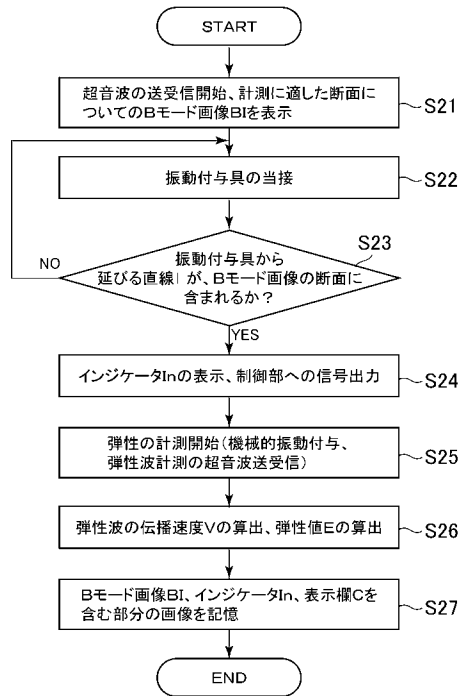 START
超音波の送受信開始、計測に適した断面に
ついてのBモード画像BIを表示
S21
振動付与具の当接
S22
S23
振動付与具から
延びる直線lが、Bモード画像の断面に
含まれるか?
NO
YES
インジケータInの表示、制御部への信号出力
S24
弾性の計測開始(機械的振動付与、
弾性波計測の超音波送受信)
S25
弾性波の伝播速度Vの算出、弾性値Eの算出
S26
Bモード画像BI、インジケータIn、表示欄Cを
含む部分の画像を記憶
S27
END